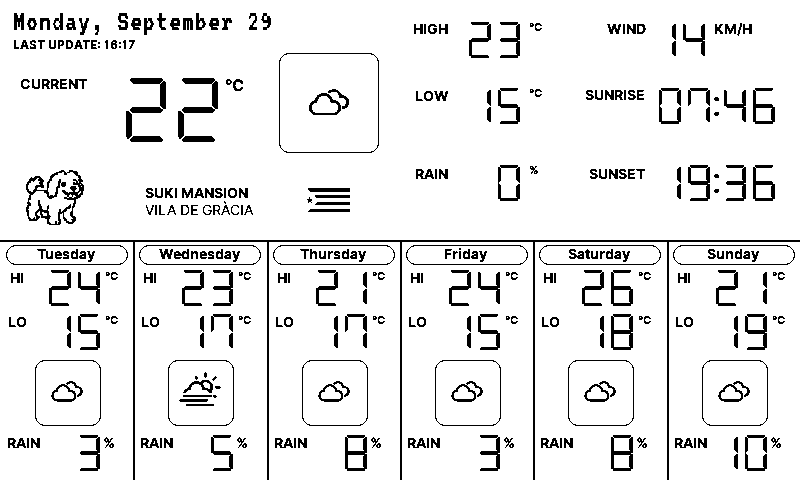 Monday, September 29
LAST UPDATE: 16:17
CURRENT 22 °C
HIGH 23 °C
WIND 14 KM/H
LOW 15 °C
SUNRISE 07:46
RAIN 0 %
SUNSET 19:36
SUKI MANSION
VILA DE GRÀCIA
Tuesday
HI 24 °C
LO 15 °C
RAIN 3 %
Wednesday
HI 23 °C
LO 17 °C
RAIN 5 %
Thursday
HI 21 °C
LO 17 °C
RAIN 8 %
Friday
HI 24 °C
LO 15 °C
RAIN 3 %
Saturday
HI 26 °C
LO 18 °C
RAIN 8 %
Sunday
HI 21 °C
LO 19 °C
RAIN 10 %